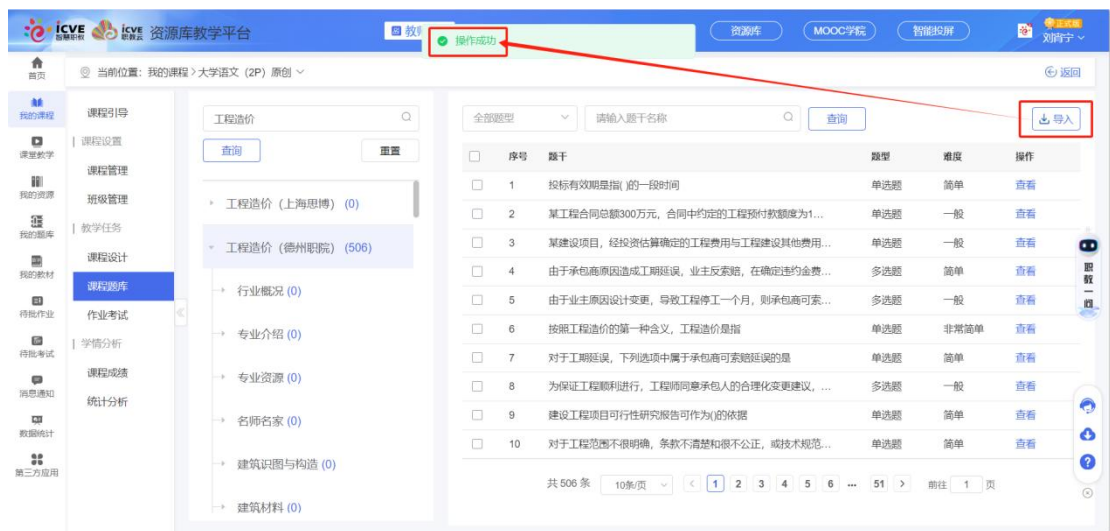 icve 智慧职教 icve 职教云 资源库教学平台
教
操作成功
资源库
MOOC学院
智能投屏
正式版
刘尚宁
首页
当前位置：我的课程 > 大学语文（2P）原创
返回
我的课程
课堂教学
我的资源
我的题库
我的教材
待批作业
待批考试
消息通知
数据统计
第三方应用
课程引导
课程设置
课程管理
班级管理
教学任务
课程设计
课程题库
作业考试
学情分析
课程成绩
统计分析
工程造价
查询 重置
工程造价（上海思博） (0)
工程造价（德州职院） (506)
行业概况 (0)
专业介绍 (0)
专业资源 (0)
名师名家 (0)
建筑识图与构造 (0)
建筑材料 (0)
全部题型 请输入题干名称 查询 导入
序号 题干 题型 难度 操作
1 投标有效期是指( )的一段时间 单选题 简单 查看
2 某工程合同总额300万元，合同中约定的工程预付款额度为1... 单选题 一般 查看
3 某建设项目，经投资估算确定的工程费用与工程建设其他费用... 单选题 一般 查看
4 由于承包商原因造成工期延误，业主反索赔，在确定违约金费... 多选题 简单 查看
5 由于业主原因设计变更，导致工程停工一个月，则承包商可索... 多选题 一般 查看
6 按照工程造价的第一种含义，工程造价是指 单选题 非常简单 查看
7 对于工期延误，下列选项中属于承包商可索赔延误的是 单选题 简单 查看
8 为保证工程顺利进行，工程师同意承包人的合理化变更建议，... 多选题 一般 查看
9 建设工程项目可行性研究报告可作为()的依据 单选题 简单 查看
10 对于工程范围不很明确，条款不清楚和很不公正，或技术规范... 单选题 简单 查看
共 506 条 10条/页 < 1 2 3 4 5 6 ... 51 > 前往 1 页
职教一问